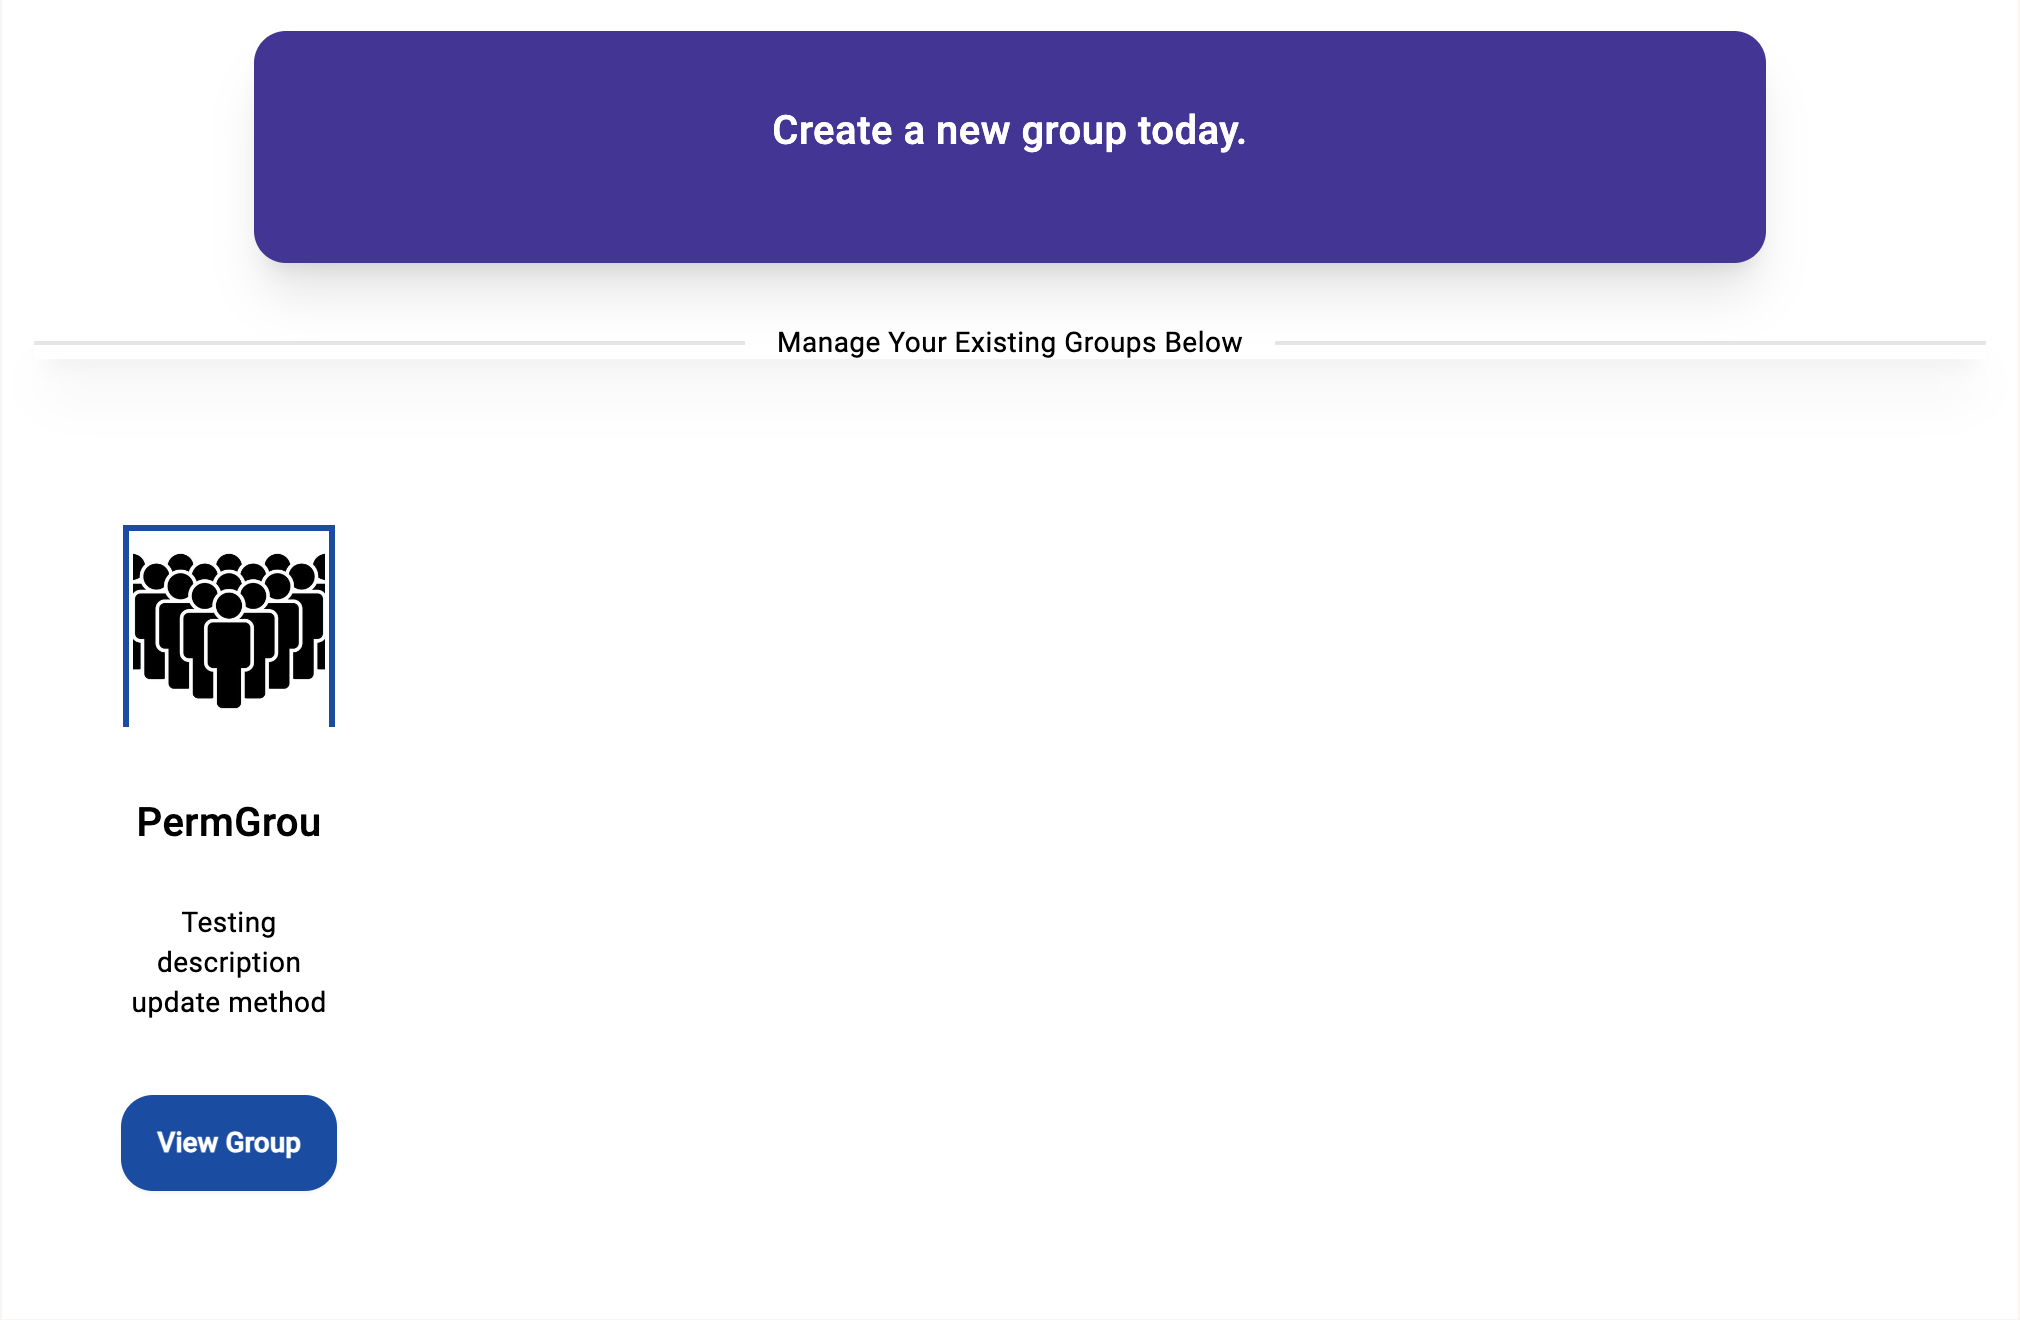 Create a new group today.
Manage Your Existing Groups Below
PermGrou
Testing
description
update method
View Group